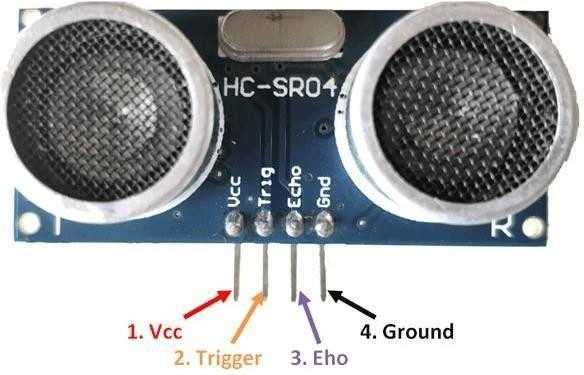 HC-SR04
Vcc
Trig
Echo
Gnd
T
R
1. Vcc
4. Ground
2. Trigger
3. Eho